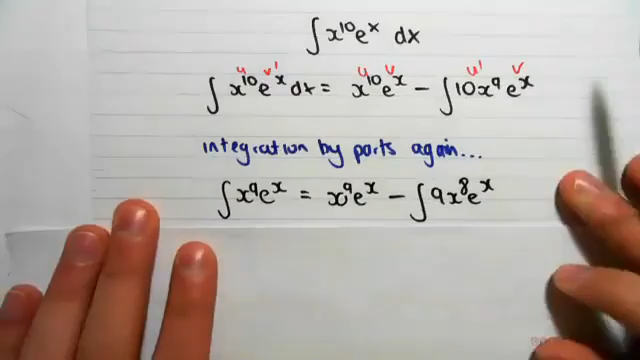 ∫x¹⁰eˣ dx
u v' u v u' v
∫ x¹⁰eˣ dx = x¹⁰eˣ − ∫10x⁹eˣ
integration by parts again...
∫x⁹eˣ = x⁹eˣ − ∫9x⁸eˣ